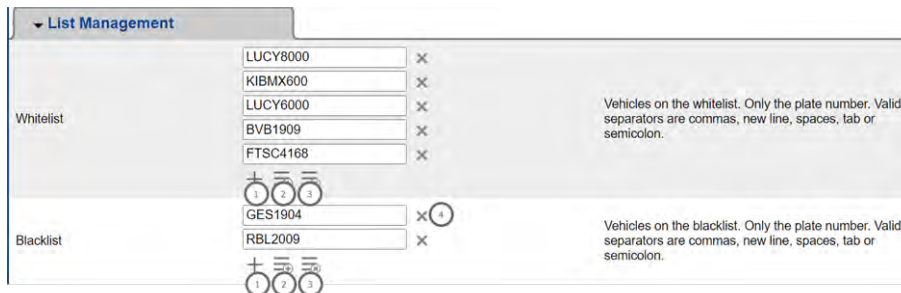 List Management
Whitelist
LUCY8000
KIBMX600
LUCY6000
BVB1909
FTSC4168
1 2 3
Vehicles on the whitelist. Only the plate number. Valid
separators are commas, new line, spaces, tab or
semicolon.
Blacklist
GES1904
4
RBL2009
1 2 3
Vehicles on the blacklist. Only the plate number. Valid
separators are commas, new line, spaces, tab or
semicolon.